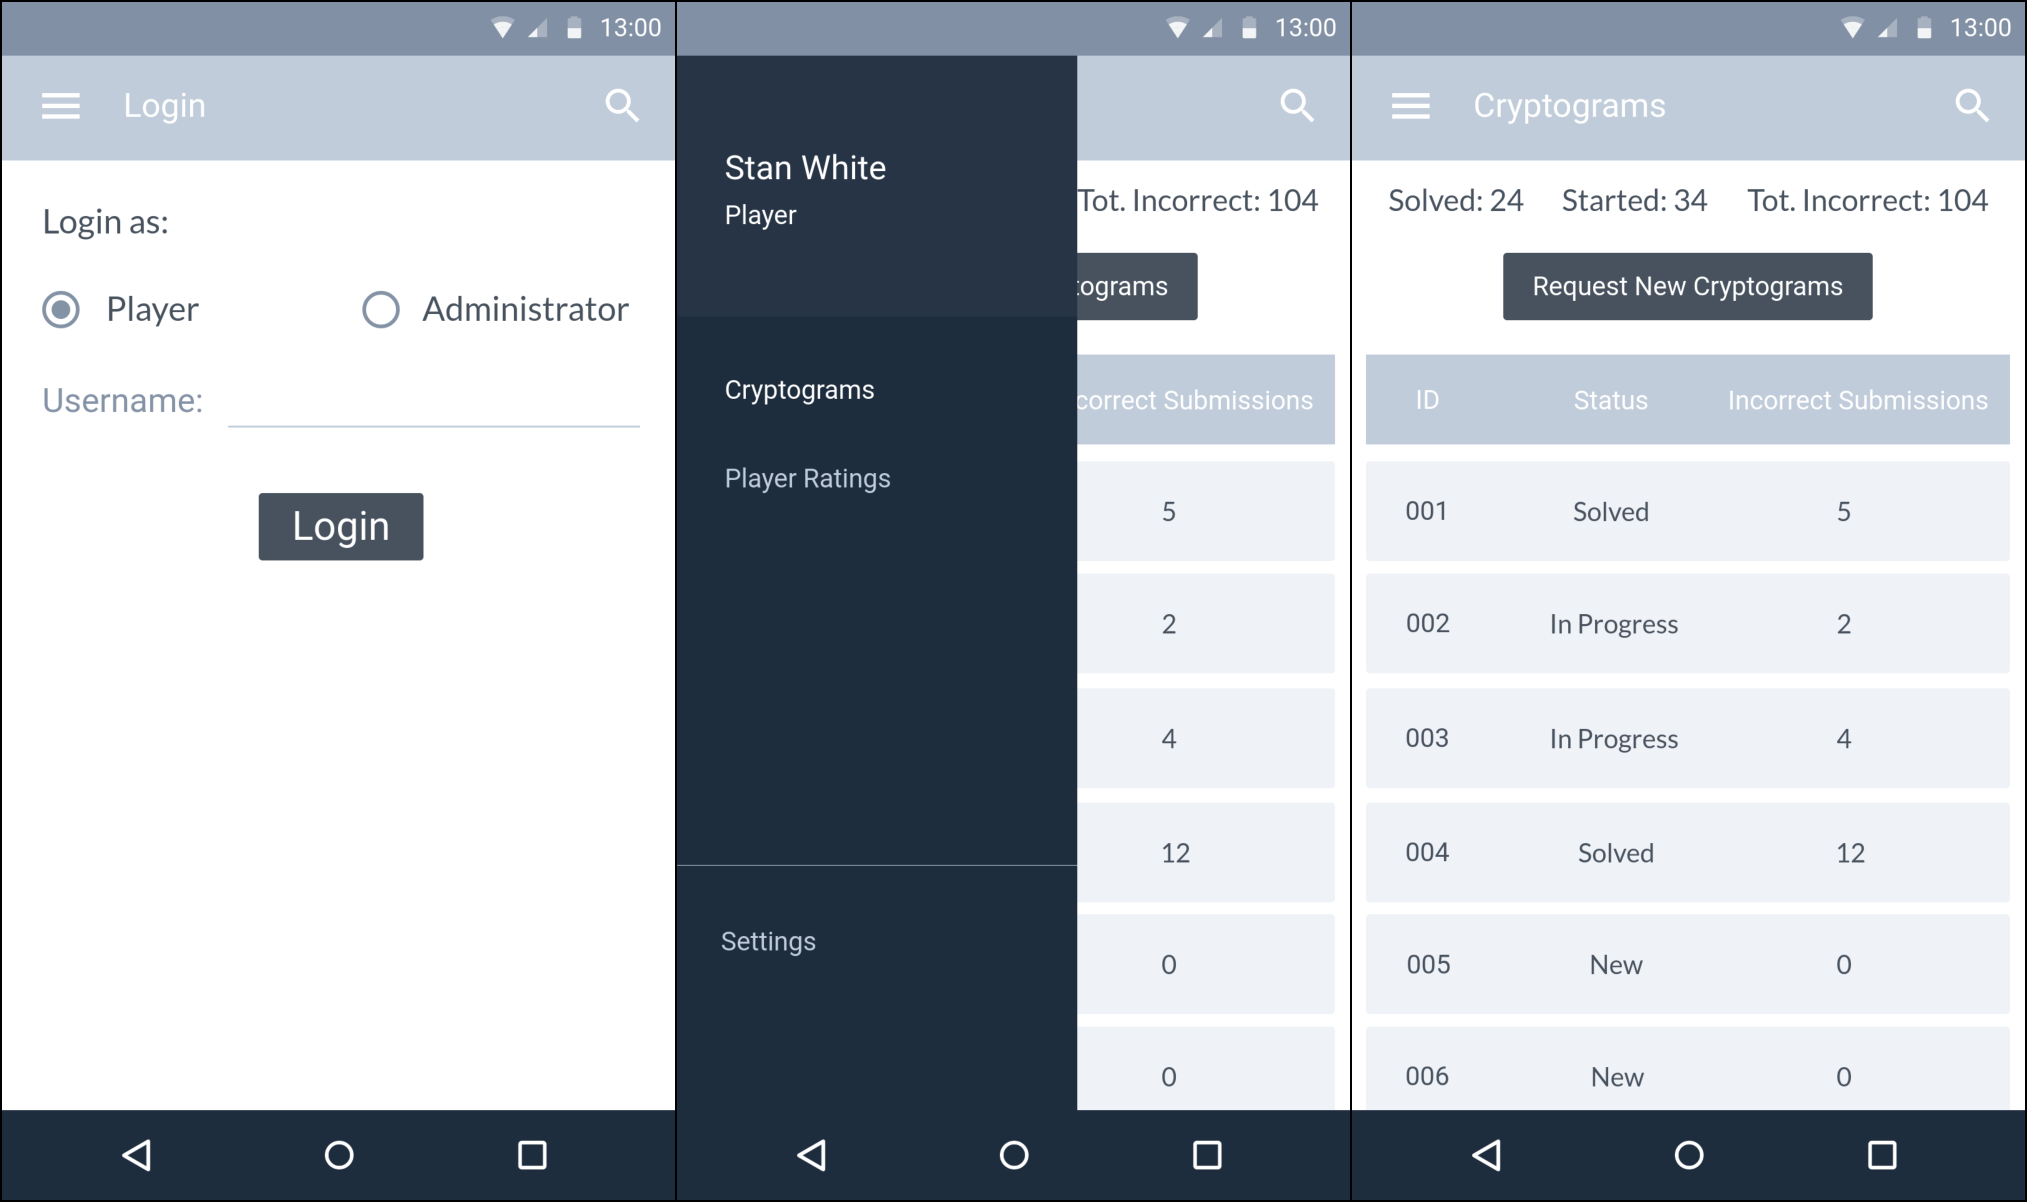 13:00
Login
Login as:
Player Administrator
Username:
Login
13:00
Stan White
Player
Tot. Incorrect: 104
tograms
Cryptograms
correct Submissions
Player Ratings
5
2
4
12
Settings
0
0
13:00
Cryptograms
Solved: 24 Started: 34 Tot. Incorrect: 104
Request New Cryptograms
ID Status Incorrect Submissions
001 Solved 5
002 In Progress 2
003 In Progress 4
004 Solved 12
005 New 0
006 New 0